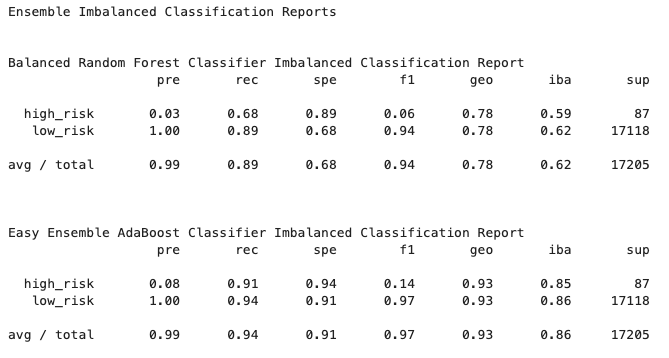 Ensemble Imbalanced Classification Reports
Balanced Random Forest Classifier Imbalanced Classification Report
pre rec spe f1 geo iba sup
high_risk 0.03 0.68 0.89 0.06 0.78 0.59 87
low_risk 1.00 0.89 0.68 0.94 0.78 0.62 17118
avg / total 0.99 0.89 0.68 0.94 0.78 0.62 17205
Easy Ensemble AdaBoost Classifier Imbalanced Classification Report
pre rec spe f1 geo iba sup
high_risk 0.08 0.91 0.94 0.14 0.93 0.85 87
low_risk 1.00 0.94 0.91 0.97 0.93 0.86 17118
avg / total 0.99 0.94 0.91 0.97 0.93 0.86 17205